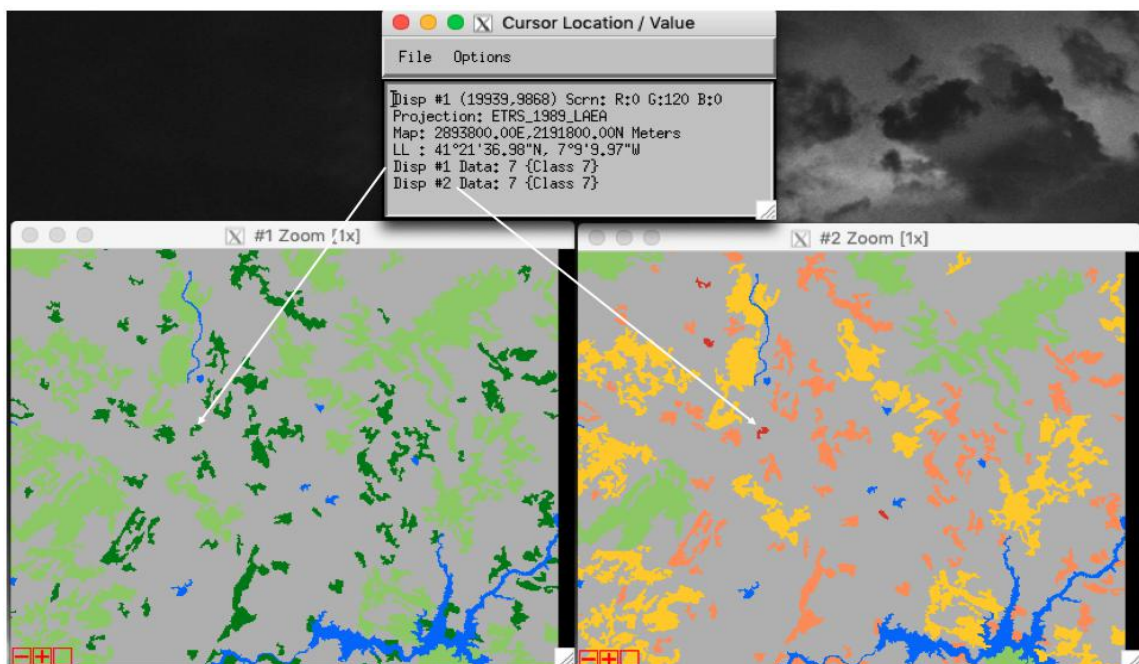 Cursor Location / Value
File Options
Disp #1 (19939,9868) Scrn: R:0 G:120 B:0
Projection: ETRS_1989_LAEA
Map: 2893800.00E,2191800.00N Meters
LL : 41°21'36.98"N, 7°9'9.97"W
Disp #1 Data: 7 {Class 7}
Disp #2 Data: 7 {Class 7}
#1 Zoom [1x]
#2 Zoom [1x]